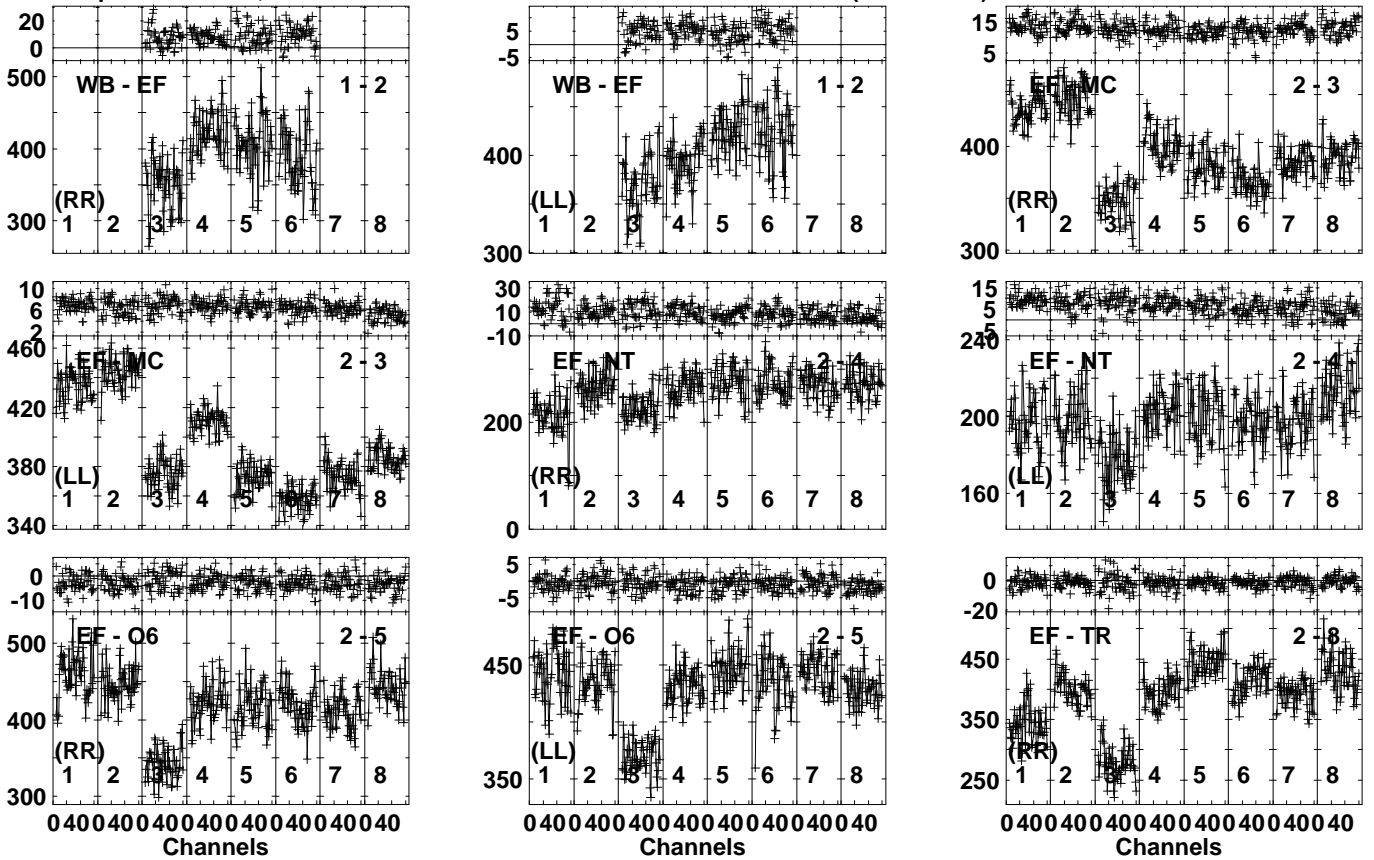 20
0
500
400
300
WB - EF 1 - 2
(RR)
1 2 3 4 5 6 7 8
5
-5
400
300
WB - EF 1 - 2
(LL)
1 2 3 4 5 6 7 8
15
5
400
300
EF - MC 2 - 3
(RR)
1 2 3 4 5 6 7 8
10
6
2
460
420
380
340
EF - MC 2 - 3
(LL)
1 2 3 4 5 6 7 8
30
10
-10
200
0
EF - NT 2 - 4
(RR)
1 2 3 4 5 6 7 8
15
5
-5
240
200
160
EF - NT 2 - 4
(LL)
1 2 3 4 5 6 7 8
0
-10
500
400
300
EF - O6 2 - 5
(RR)
1 2 3 4 5 6 7 8
0 40 0 40 0 40 0 40 0 40 0 40 0 40 0 40
Channels
5
-5
450
350
EF - O6 2 - 5
(LL)
1 2 3 4 5 6 7 8
0 40 0 40 0 40 0 40 0 40 0 40 0 40 0 40
Channels
0
-20
450
350
250
EF - TR 2 - 8
(RR)
1 2 3 4 5 6 7 8
0 40 0 40 0 40 0 40 0 40 0 40 0 40 0 40
Channels